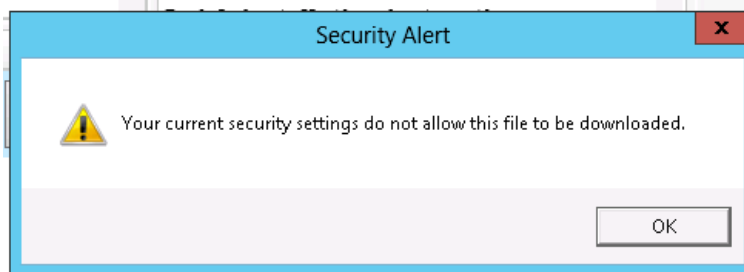 Security Alert
x
Your current security settings do not allow this file to be downloaded.
OK